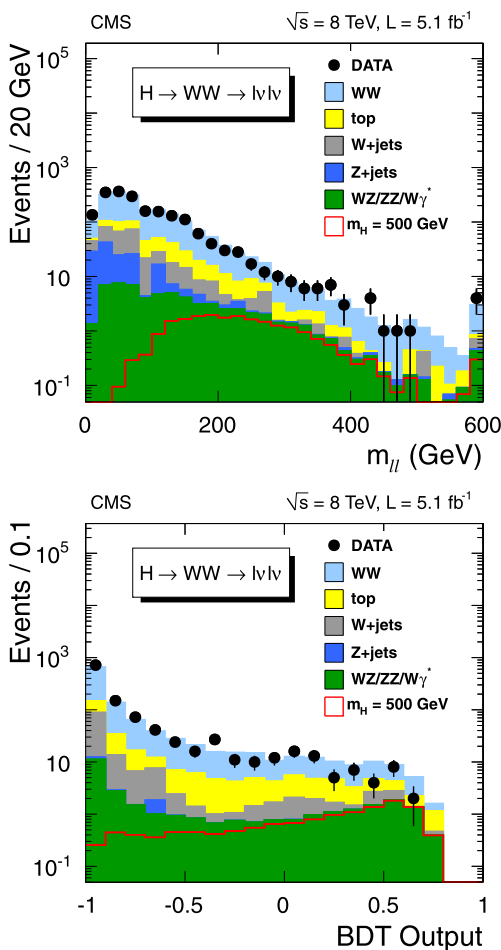 CMS √s = 8 TeV, L = 5.1 fb⁻¹
Events / 20 GeV
10⁵
10³
10
10⁻¹
H → WW → lνlν
DATA
WW
top
W+jets
Z+jets
WZ/ZZ/Wγ*
m_H = 500 GeV
0 200 400 600
m_ll (GeV)
CMS √s = 8 TeV, L = 5.1 fb⁻¹
Events / 0.1
10⁵
10³
10
10⁻¹
H → WW → lνlν
DATA
WW
top
W+jets
Z+jets
WZ/ZZ/Wγ*
m_H = 500 GeV
-1 -0.5 0 0.5 1
BDT Output